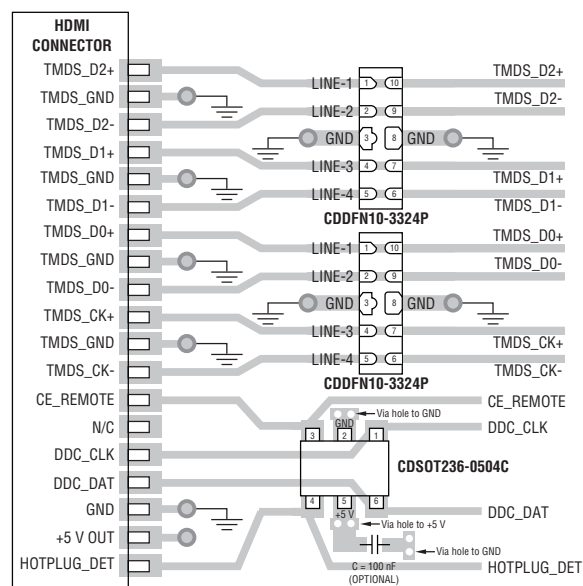 HDMI
CONNECTOR
TMDS_D2+
TMDS_GND
TMDS_D2-
TMDS_D1+
TMDS_GND
TMDS_D1-
TMDS_D0+
TMDS_GND
TMDS_D0-
TMDS_CK+
TMDS_GND
TMDS_CK-
CE_REMOTE
N/C
DDC_CLK
DDC_DAT
GND
+5 V OUT
HOTPLUG_DET
LINE-1 1 10 TMDS_D2+
LINE-2 2 9 TMDS_D2-
GND 3 8 GND
LINE-3 4 7 TMDS_D1+
LINE-4 5 6 TMDS_D1-
CDDFN10-3324P
LINE-1 1 10 TMDS_D0+
LINE-2 2 9 TMDS_D0-
GND 3 8 GND
LINE-3 4 7 TMDS_CK+
LINE-4 5 6 TMDS_CK-
CDDFN10-3324P
CE_REMOTE
Via hole to GND
GND
DDC_CLK
3 2 1
CDSOT236-0504C
4 5 6
+5 V
DDC_DAT
Via hole to +5 V
Via hole to GND
C = 100 nF
(OPTIONAL)
HOTPLUG_DET